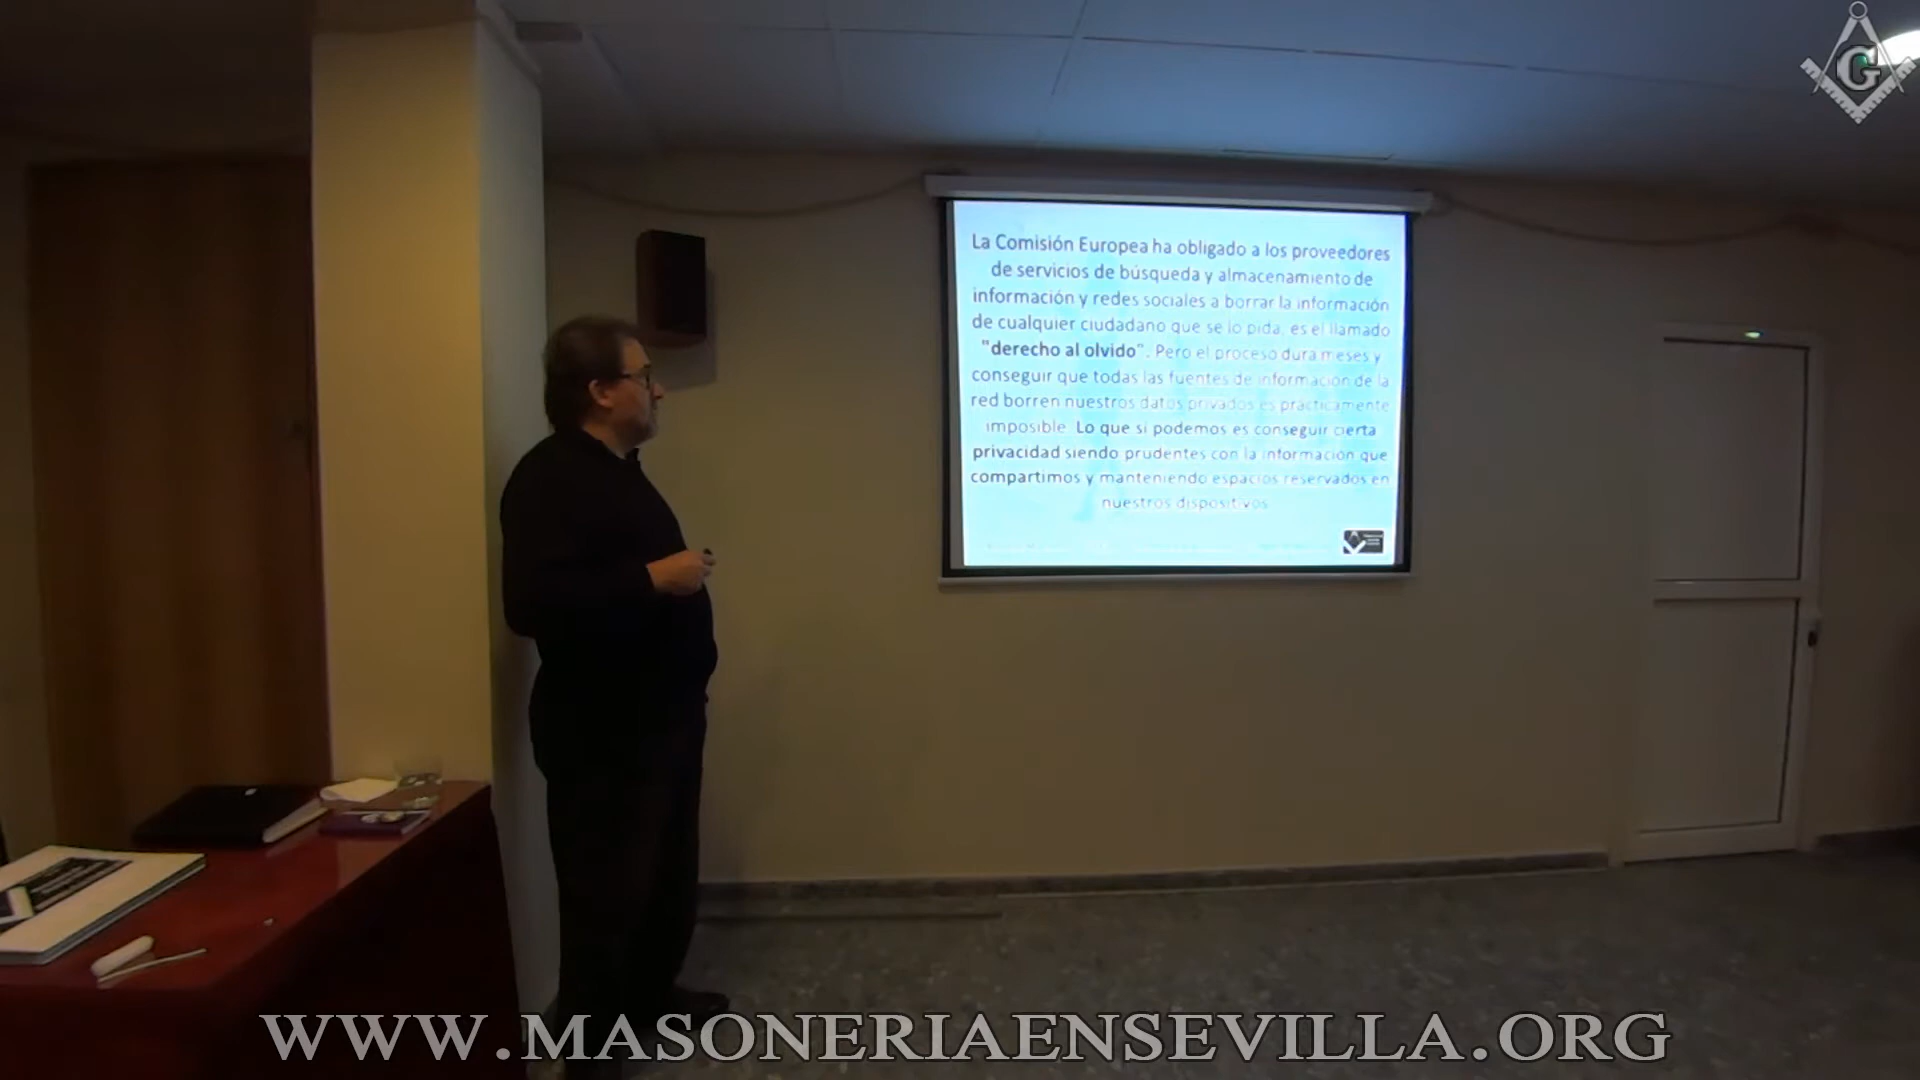 G
La Comisión Europea ha obligado a los proveedores
de servicios de búsqueda y almacenamiento de
información y redes sociales a borrar la información
de cualquier ciudadano que se lo pida, es el llamado
"derecho al olvido". Pero el proceso dura meses y
conseguir que todas las fuentes de información de la
red borren nuestros datos privados es prácticamente
imposible. Lo que si podemos es conseguir cierta
privacidad siendo prudentes con la información que
compartimos y manteniendo espacios reservados en
nuestros dispositivos
WWW.MASONERIAENSEVILLA.ORG